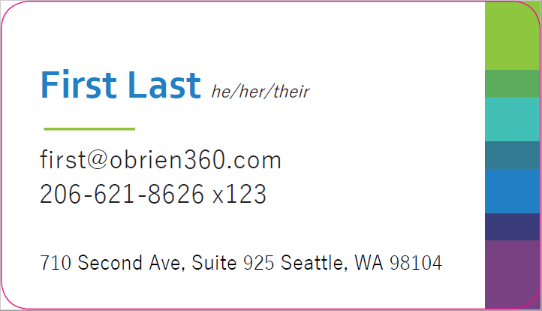 First Last he/her/their
first@obrien360.com
206-621-8626 x123
710 Second Ave, Suite 925 Seattle, WA 98104